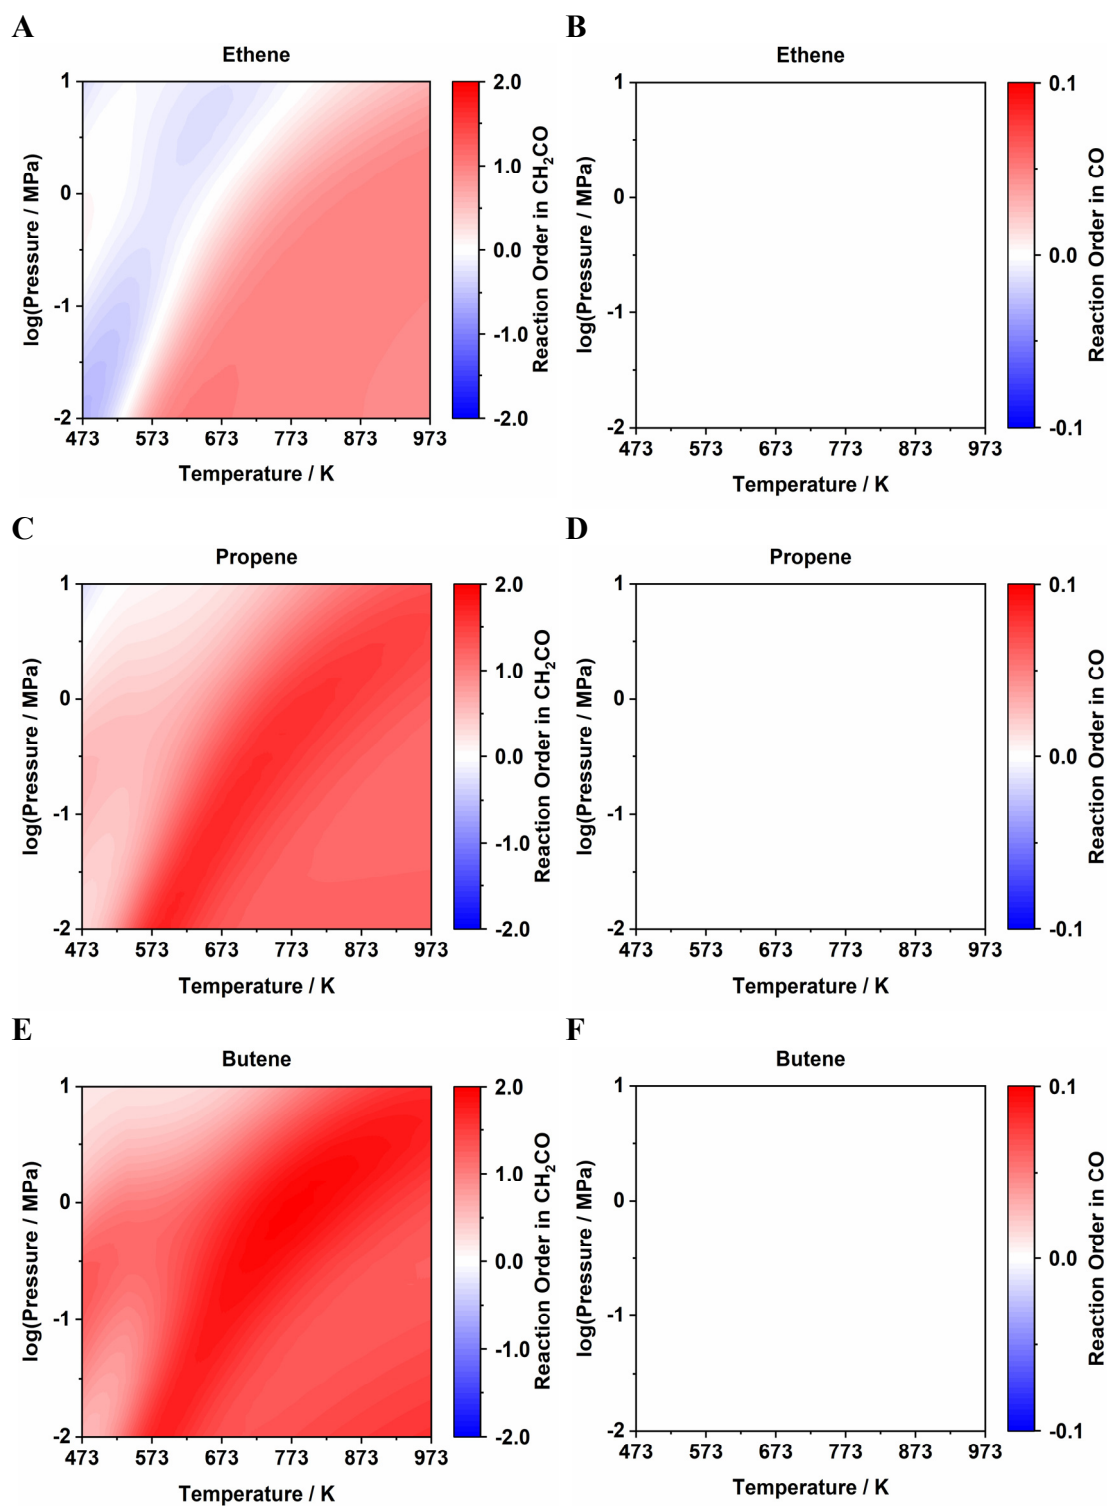 A
Ethene
1
0
-1
-2
log(Pressure / MPa)
473 573 673 773 873 973
Temperature / K
2.0
1.0
0.0
-1.0
-2.0
Reaction Order in CH₂CO
B
Ethene
1
0
-1
-2
log(Pressure / MPa)
473 573 673 773 873 973
Temperature / K
0.1
0.0
-0.1
Reaction Order in CO
C
Propene
1
0
-1
-2
log(Pressure / MPa)
473 573 673 773 873 973
Temperature / K
2.0
1.0
0.0
-1.0
-2.0
Reaction Order in CH₂CO
D
Propene
1
0
-1
-2
log(Pressure / MPa)
473 573 673 773 873 973
Temperature / K
0.1
0.0
-0.1
Reaction Order in CO
E
Butene
1
0
-1
-2
log(Pressure / MPa)
473 573 673 773 873 973
Temperature / K
2.0
1.0
0.0
-1.0
-2.0
Reaction Order in CH₂CO
F
Butene
1
0
-1
-2
log(Pressure / MPa)
473 573 673 773 873 973
Temperature / K
0.1
0.0
-0.1
Reaction Order in CO